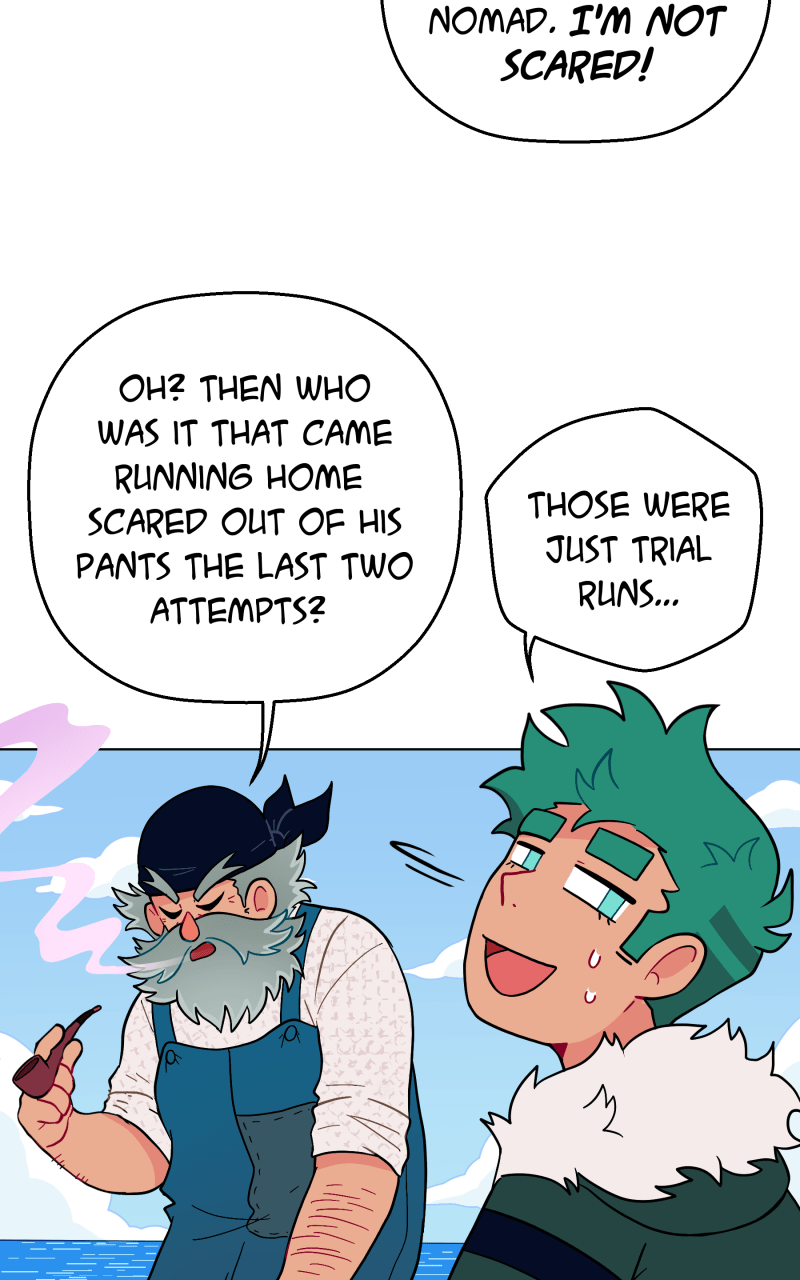 NOMAD. I'M NOT
SCARED!
OH? THEN WHO
WAS IT THAT CAME
RUNNING HOME
SCARED OUT OF HIS
PANTS THE LAST TWO
ATTEMPTS?
THOSE WERE
JUST TRIAL
RUNS...